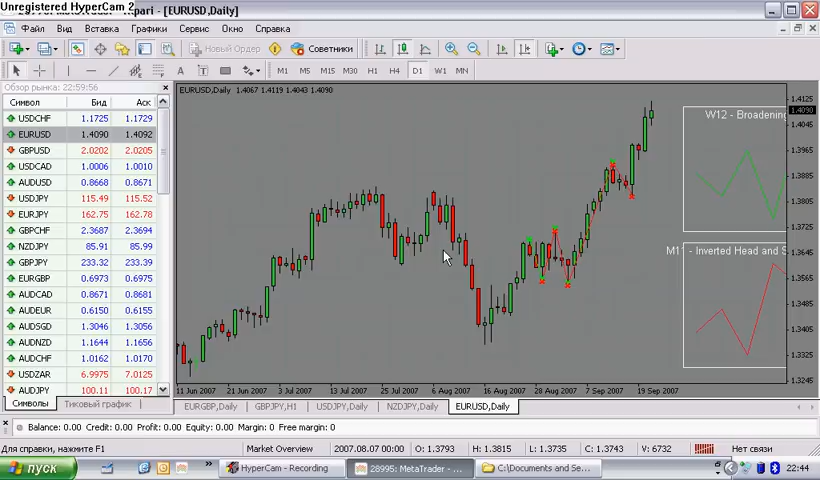 Unregistered HyperCam 2
pari - [EURUSD,Daily]
Файл Вид Вставка Графики Сервис Окно Справка
Новый Ордер Советники
A T M1 M5 M15 M30 H1 H4 D1 W1 MN
Обзор рынка: 22:59:56
Символ Бид Аск
USDCHF 1.1725 1.1729
EURUSD 1.4090 1.4092
GBPUSD 2.0202 2.0205
USDCAD 1.0006 1.0010
AUDUSD 0.8668 0.8671
USDJPY 115.49 115.52
EURJPY 162.75 162.78
GBPCHF 2.3687 2.3694
NZDJPY 85.91 85.99
GBPJPY 233.32 233.39
EURGBP 0.6973 0.6975
AUDCAD 0.8671 0.8681
AUDEUR 0.6150 0.6155
AUDSGD 1.3046 1.3056
AUDNZD 1.1644 1.1656
AUDCHF 1.0162 1.0170
USDZAR 6.9975 7.0125
AUDJPY 100.11 100.17
Символы Тиковый график
EURUSD,Daily 1.4067 1.4119 1.4043 1.4090
W12 - Broadening
M11 - Inverted Head and S
1.4125
1.4090
1.4045
1.3965
1.3885
1.3805
1.3725
1.3645
1.3565
1.3485
1.3405
1.3325
1.3245
11 Jun 2007 21 Jun 2007 3 Jul 2007 13 Jul 2007 25 Jul 2007 6 Aug 2007 16 Aug 2007 28 Aug 2007 7 Sep 2007 19 Sep 2007
EURGBP,Daily GBPJPY,H1 USDJPY,Daily NZDJPY,Daily EURUSD,Daily
Balance: 0.00 Credit: 0.00 Profit: 0.00 Equity: 0.00 Margin: 0 Free margin: 0
Для справки, нажмите F1 Market Overview 2007.08.07 00:00 O: 1.3793 H: 1.3815 L: 1.3735 C: 1.3743 V: 6732 Нет связи
пуск HyperCam - Recording 28995: MetaTrader - ... C:\Documents and Se... 22:44